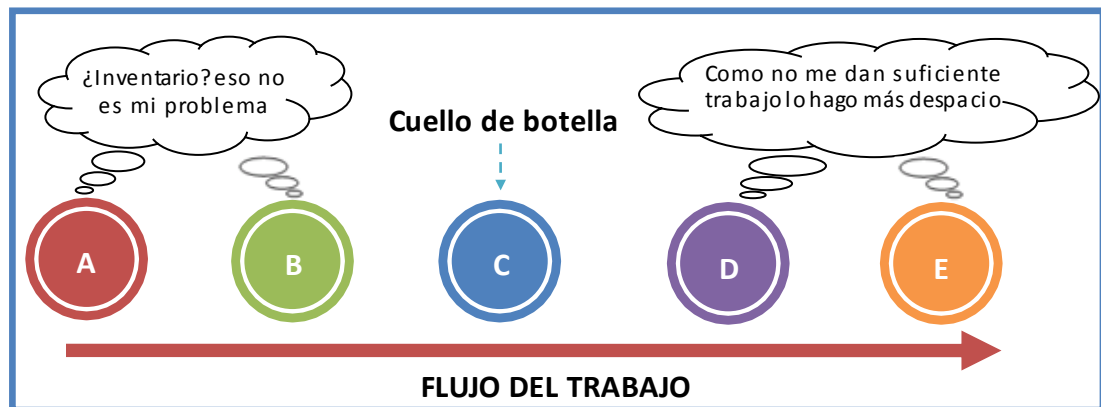 ¿Inventario? eso no
es mi problema
Como no me dan suficiente
trabajo lo hago más despacio
Cuello de botella
A
B
C
D
E
FLUJO DEL TRABAJO